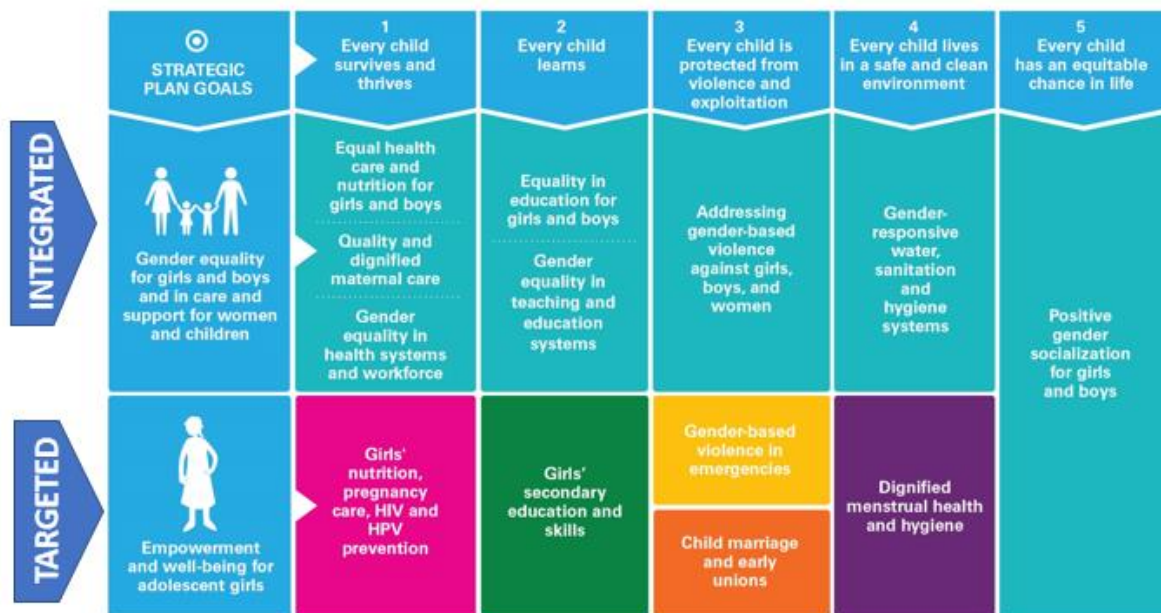 STRATEGIC
PLAN GOALS
1
Every child
survives and
thrives
2
Every child
learns
3
Every child is
protected from
violence and
exploitation
4
Every child lives
in a safe and clean
environment
5
Every child
has an equitable
chance in life
INTEGRATED
Gender equality
for girls and boys
and in care and
support for women
and children
Equal health
care and
nutrition for
girls and boys
Quality and
dignified
maternal care
Gender
equality in
health systems
and workforce
Equality in
education for
girls and boys
Gender
equality in
teaching and
education
systems
Addressing
gender-based
violence
against girls,
boys, and
women
Gender-
responsive
water,
sanitation
and
hygiene
systems
Positive
gender
socialization
for girls
and boys
TARGETED
Empowerment
and well-being for
adolescent girls
Girls'
nutrition,
pregnancy
care, HIV and
HPV
prevention
Girls'
secondary
education and
skills
Gender-based
violence in
emergencies
Child marriage
and early
unions
Dignified
menstrual health
and hygiene